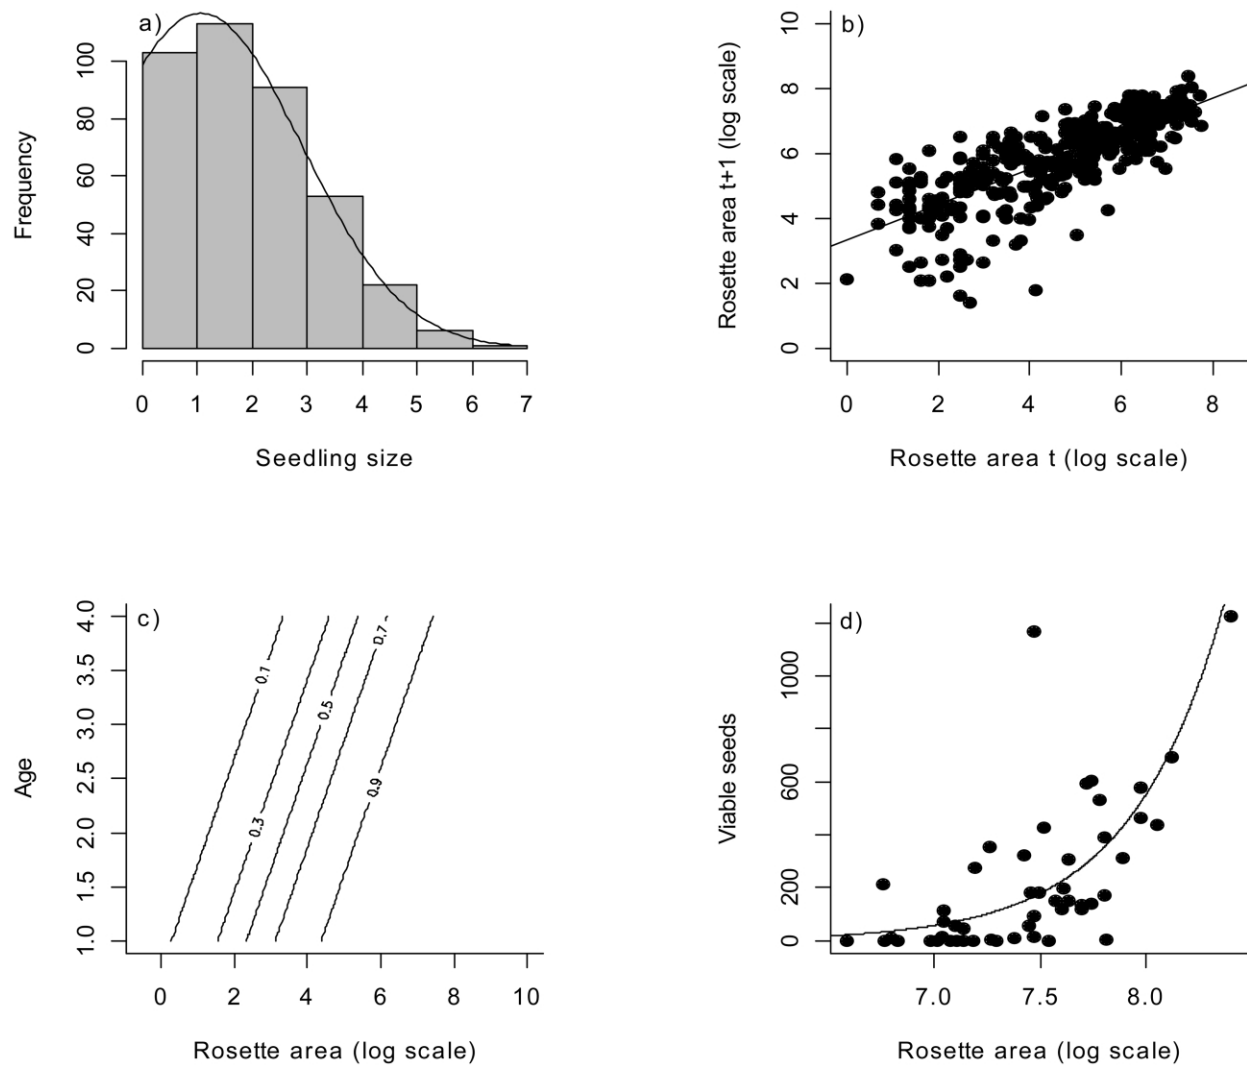 a)
Frequency
0 20 40 60 80 100
0 1 2 3 4 5 6 7
Seedling size
b)
Rosette area t+1 (log scale)
0 2 4 6 8 10
0 2 4 6 8
Rosette area t (log scale)
c)
Age
1.0 1.5 2.0 2.5 3.0 3.5 4.0
0.1
0.3
0.5
0.7
0.9
0 2 4 6 8 10
Rosette area (log scale)
d)
Viable seeds
0 200 600 1000
7.0 7.5 8.0
Rosette area (log scale)